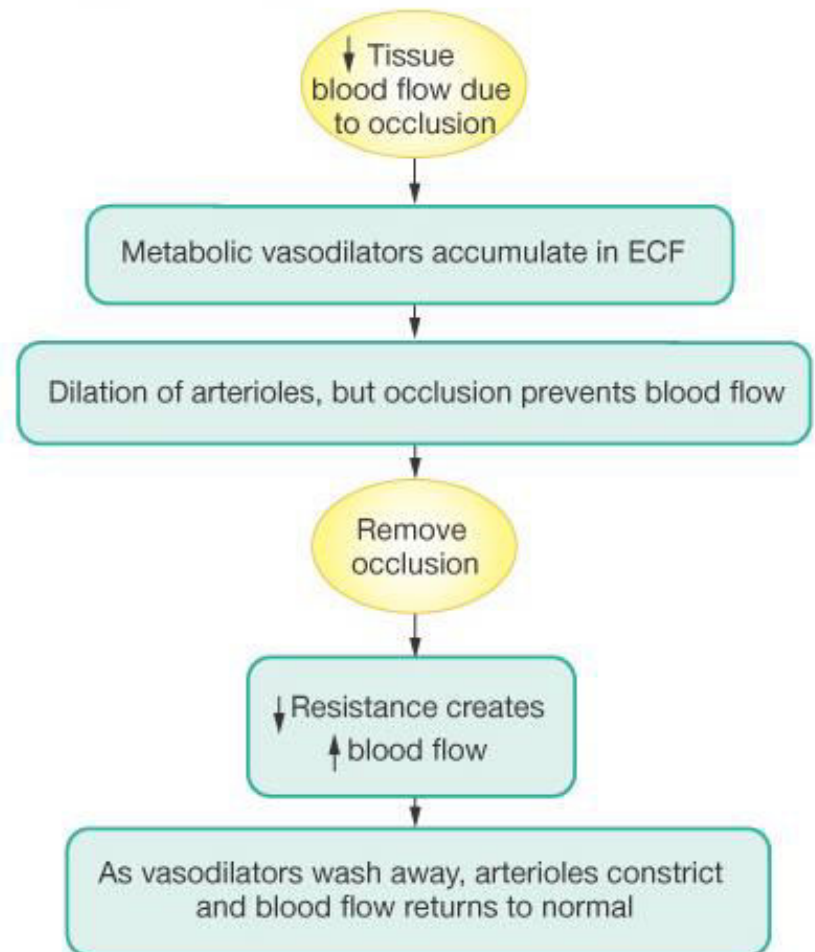 ↓ Tissue
blood flow due
to occlusion
Metabolic vasodilators accumulate in ECF
Dilation of arterioles, but occlusion prevents blood flow
Remove
occlusion
↓ Resistance creates
↑ blood flow
As vasodilators wash away, arterioles constrict
and blood flow returns to normal